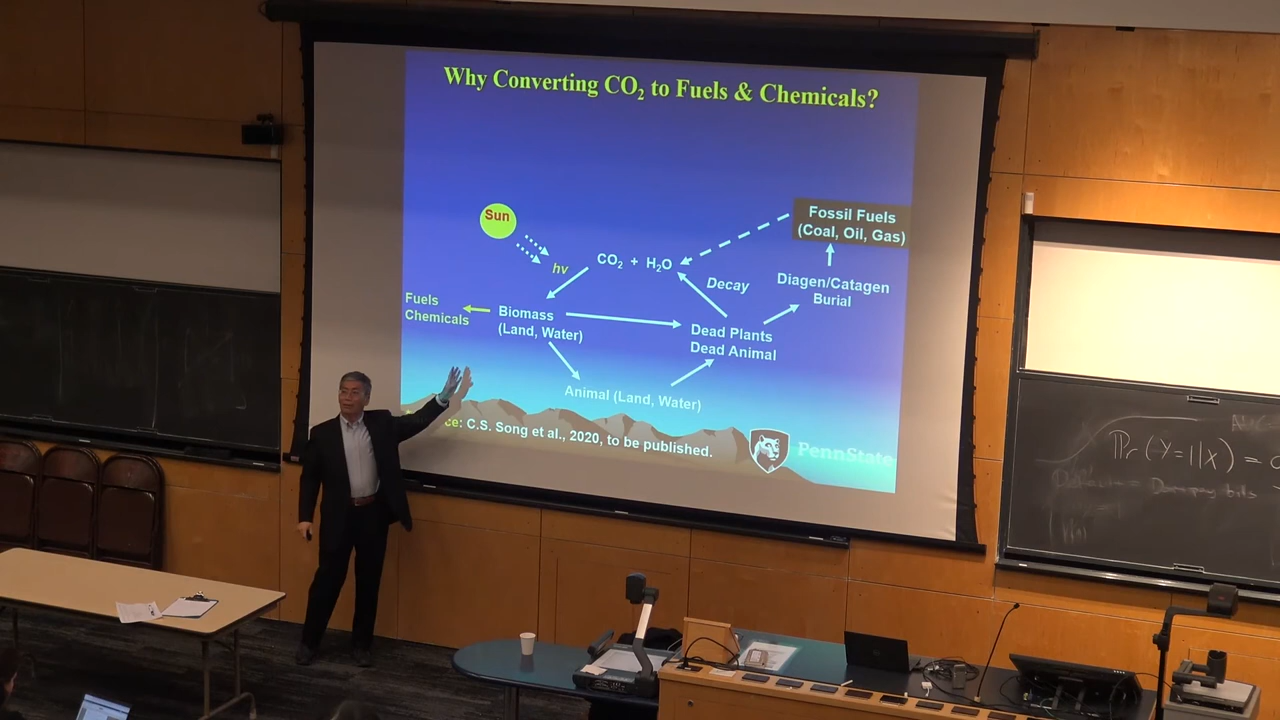 Why Converting CO₂ to Fuels & Chemicals?
Sun
hv
CO₂ + H₂O
Fossil Fuels
(Coal, Oil, Gas)
Decay
Diagen/Catagen
Burial
Fuels
Chemicals
Biomass
(Land, Water)
Dead Plants
Dead Animal
Animal (Land, Water)
ce: C.S. Song et al., 2020, to be published.
PennState
Pr(Y=1|X) =